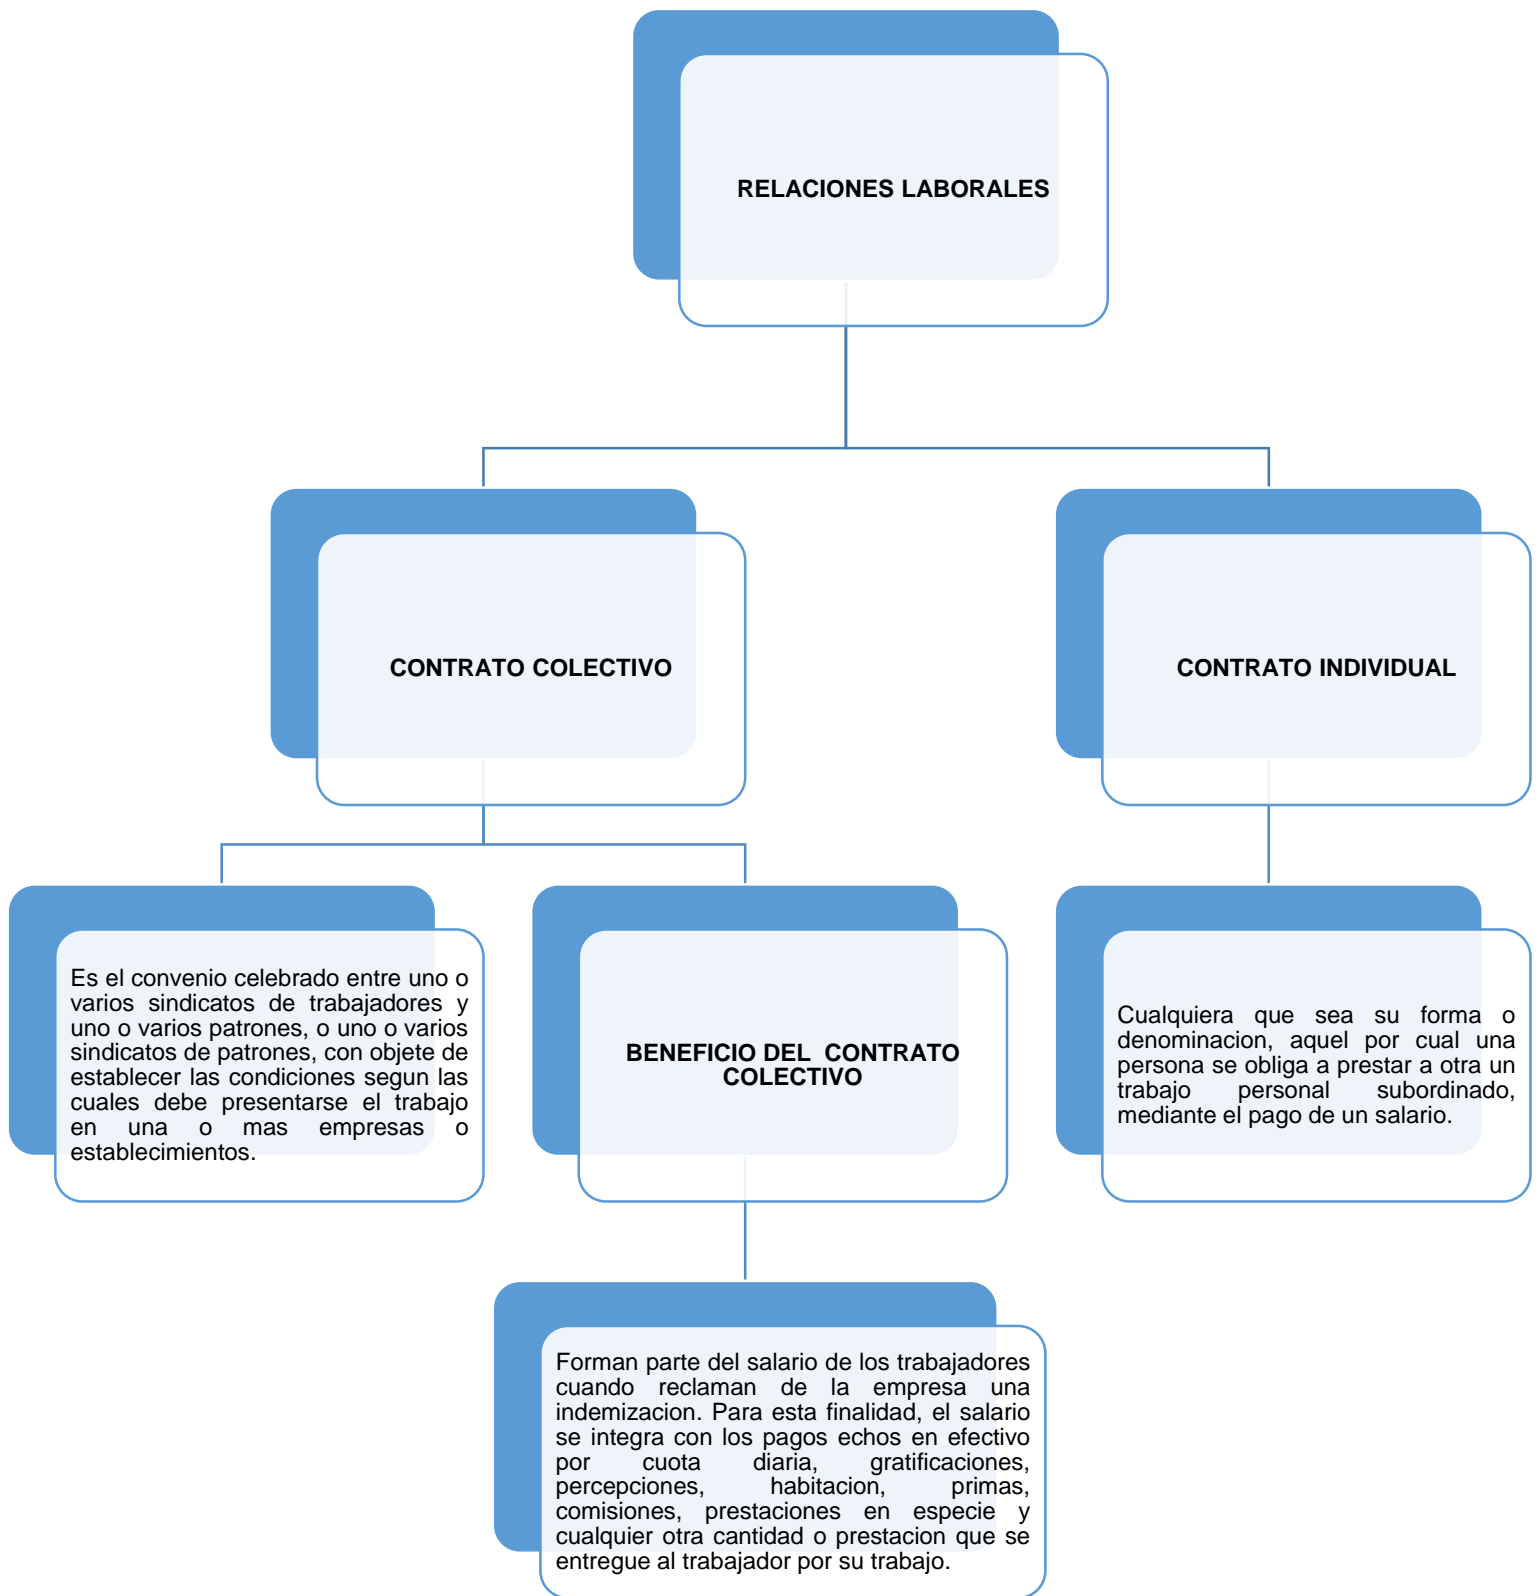 RELACIONES LABORALES
CONTRATO COLECTIVO
CONTRATO INDIVIDUAL
Es el convenio celebrado entre uno o
varios sindicatos de trabajadores y
uno o varios patrones, o uno o varios
sindicatos de patrones, con objete de
establecer las condiciones segun las
cuales debe presentarse el trabajo
en una o mas empresas o
establecimientos.
BENEFICIO DEL CONTRATO
COLECTIVO
Cualquiera que sea su forma o
denominacion, aquel por cual una
persona se obliga a prestar a otra un
trabajo personal subordinado,
mediante el pago de un salario.
Forman parte del salario de los trabajadores
cuando reclaman de la empresa una
indemizacion. Para esta finalidad, el salario
se integra con los pagos echos en efectivo
por cuota diaria, gratificaciones,
percepciones, habitacion, primas,
comisiones, prestaciones en especie y
cualquier otra cantidad o prestacion que se
entregue al trabajador por su trabajo.